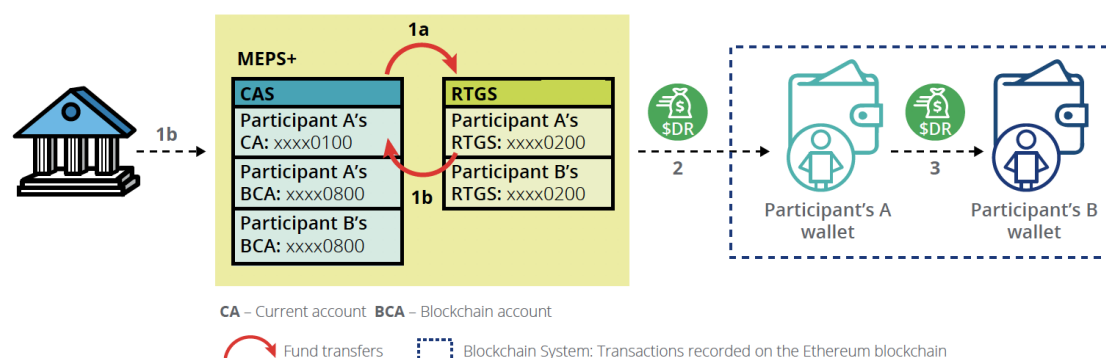 1a
MEPS+
CAS
RTGS
Participant A's
CA: xxxx0100
Participant A's
RTGS: xxxx0200
Participant A's
BCA: xxxx0800
Participant B's
RTGS: xxxx0200
Participant B's
BCA: xxxx0800
1b
1b
$
$DR
2
$
$DR
3
Participant's A
wallet
Participant's B
wallet
CA – Current account BCA – Blockchain account
Fund transfers
Blockchain System: Transactions recorded on the Ethereum blockchain